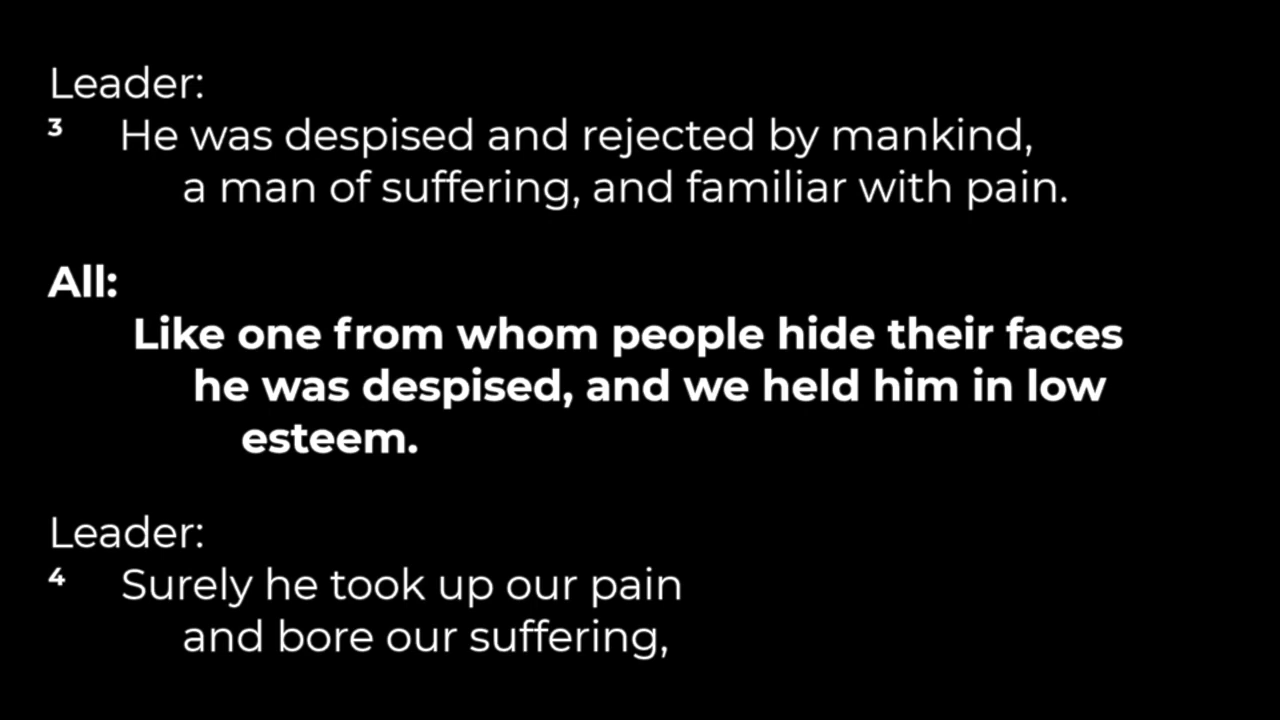 Leader:
3 He was despised and rejected by mankind,
a man of suffering, and familiar with pain.
All:
Like one from whom people hide their faces
he was despised, and we held him in low
esteem.
Leader:
4 Surely he took up our pain
and bore our suffering,